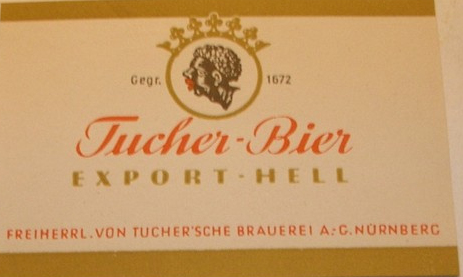 Gegr. 1672
Tucher-Bier
EXPORT-HELL
FREIHERRL. VON TUCHER'SCHE BRAUEREI A.-G. NÜRNBERG